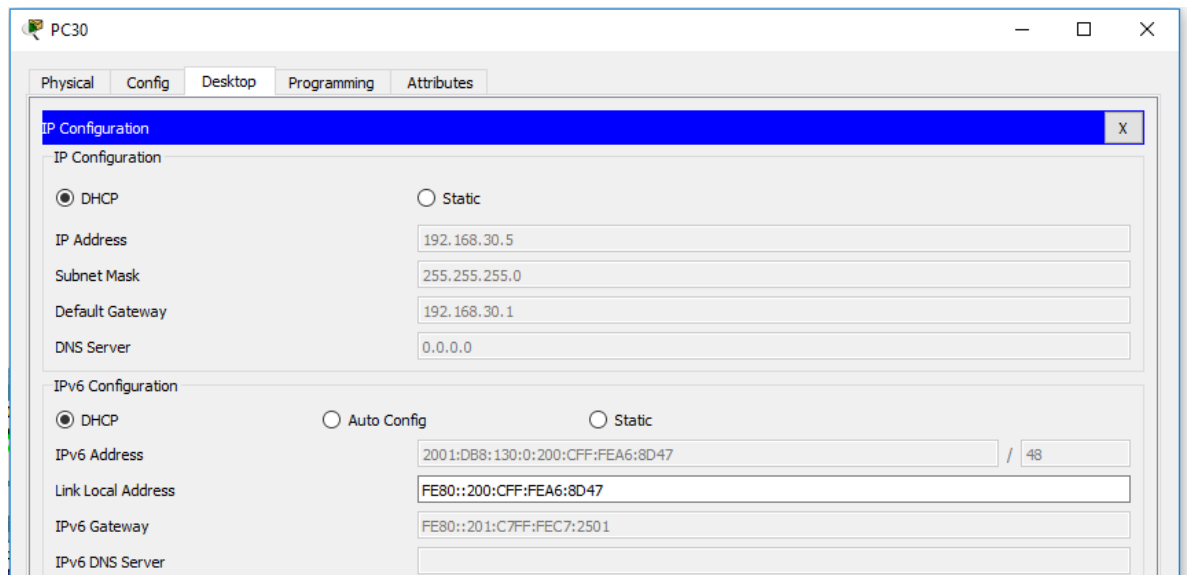 PC30
Physical Config Desktop Programming Attributes
IP Configuration X
IP Configuration
DHCP Static
IP Address 192.168.30.5
Subnet Mask 255.255.255.0
Default Gateway 192.168.30.1
DNS Server 0.0.0.0
IPv6 Configuration
DHCP Auto Config Static
IPv6 Address 2001:DB8:130:0:200:CFF:FEA6:8D47 / 48
Link Local Address FE80::200:CFF:FEA6:8D47
IPv6 Gateway FE80::201:C7FF:FEC7:2501
IPv6 DNS Server